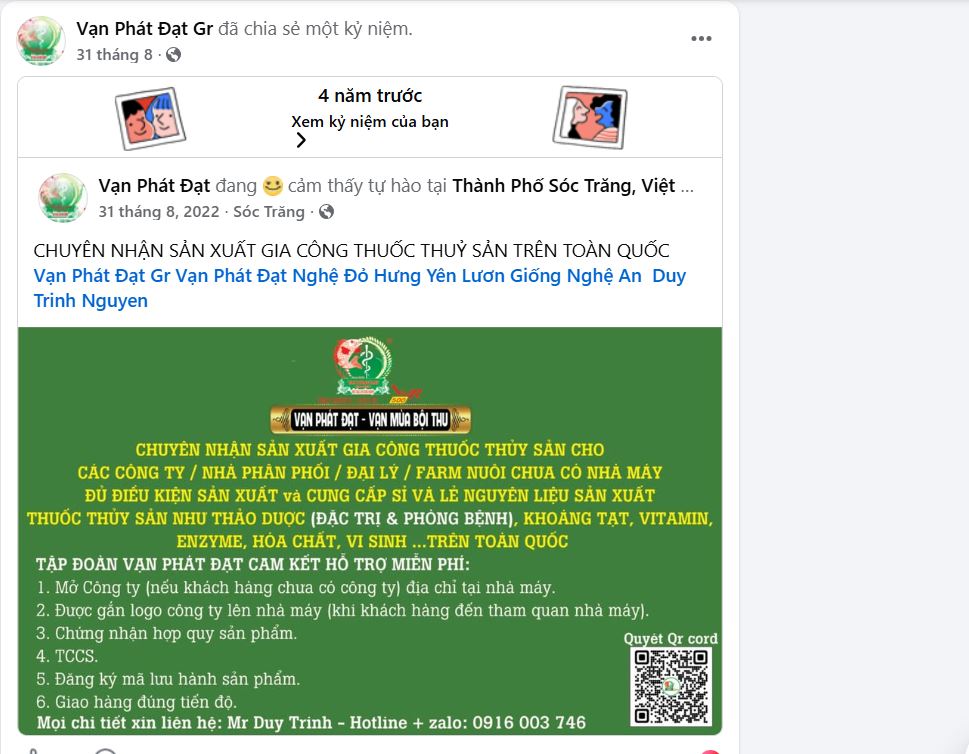 Vạn Phát Đạt Gr đã chia sẻ một kỷ niệm.
31 tháng 8 ·
4 năm trước
Xem kỷ niệm của bạn
Vạn Phát Đạt đang 😀 cảm thấy tự hào tại Thành Phố Sóc Trăng, Việt ...
31 tháng 8, 2022 · Sóc Trăng ·
CHUYÊN NHẬN SẢN XUẤT GIA CÔNG THUỐC THUỶ SẢN TRÊN TOÀN QUỐC
Vạn Phát Đạt Gr Vạn Phát Đạt Nghệ Đỏ Hưng Yên Lươn Giống Nghệ An Duy
Trinh Nguyen
500
VẠN PHÁT ĐẠT - VẠN MÙA BỘI THU
CHUYÊN NHẬN SẢN XUẤT GIA CÔNG THUỐC THỦY SẢN CHO
CÁC CÔNG TY / NHÀ PHÂN PHỐI / ĐẠI LÝ / FARM NUÔI CHƯA CÓ NHÀ MÁY
ĐỦ ĐIỀU KIỆN SẢN XUẤT và CUNG CẤP SỈ VÀ LẺ NGUYÊN LIỆU SẢN XUẤT
THUỐC THỦY SẢN NHƯ THẢO DƯỢC (ĐẶC TRỊ & PHÒNG BỆNH), KHOÁNG TẠT, VITAMIN,
ENZYME, HÓA CHẤT, VI SINH ...TRÊN TOÀN QUỐC
TẬP ĐOÀN VẠN PHÁT ĐẠT CAM KẾT HỖ TRỢ MIỄN PHÍ:
1. Mở Công ty (nếu khách hàng chưa có công ty) địa chỉ tại nhà máy.
2. Được gắn logo công ty lên nhà máy (khi khách hàng đến tham quan nhà máy).
3. Chứng nhận hợp quy sản phẩm.
4. TCCS.
5. Đăng ký mã lưu hành sản phẩm.
6. Giao hàng đúng tiến độ.
Quyét Qr cord
Mọi chi tiết xin liên hệ: Mr Duy Trinh - Hotline + zalo: 0916 003 746